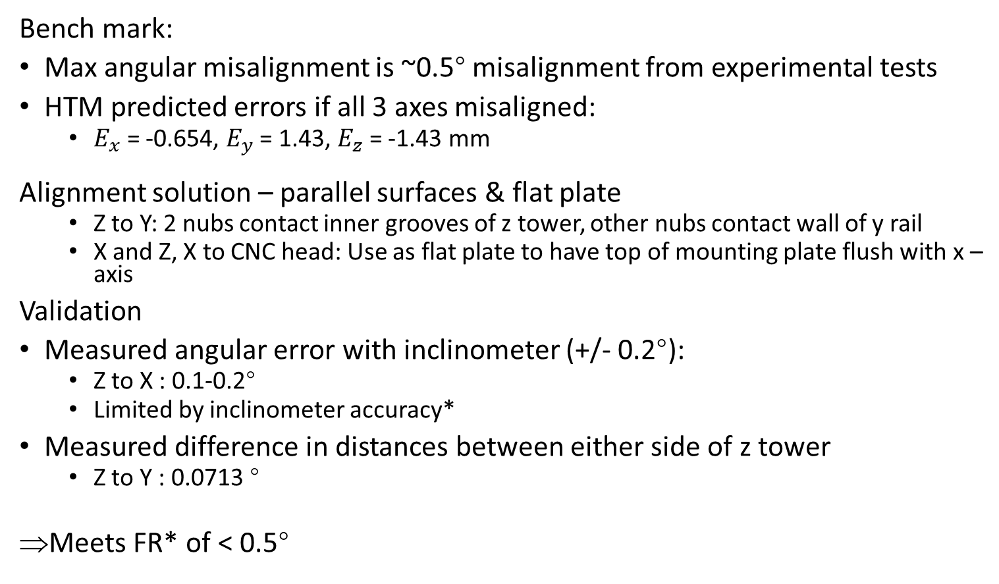 Bench mark:
• Max angular misalignment is ~0.5° misalignment from experimental tests
• HTM predicted errors if all 3 axes misaligned:
• Eₓ = -0.654, E_y = 1.43, E_z = -1.43 mm
Alignment solution – parallel surfaces & flat plate
• Z to Y: 2 nubs contact inner grooves of z tower, other nubs contact wall of y rail
• X and Z, X to CNC head: Use as flat plate to have top of mounting plate flush with x –
axis
Validation
• Measured angular error with inclinometer (+/- 0.2°):
• Z to X : 0.1-0.2°
• Limited by inclinometer accuracy*
• Measured difference in distances between either side of z tower
• Z to Y : 0.0713 °
⇒Meets FR* of < 0.5°